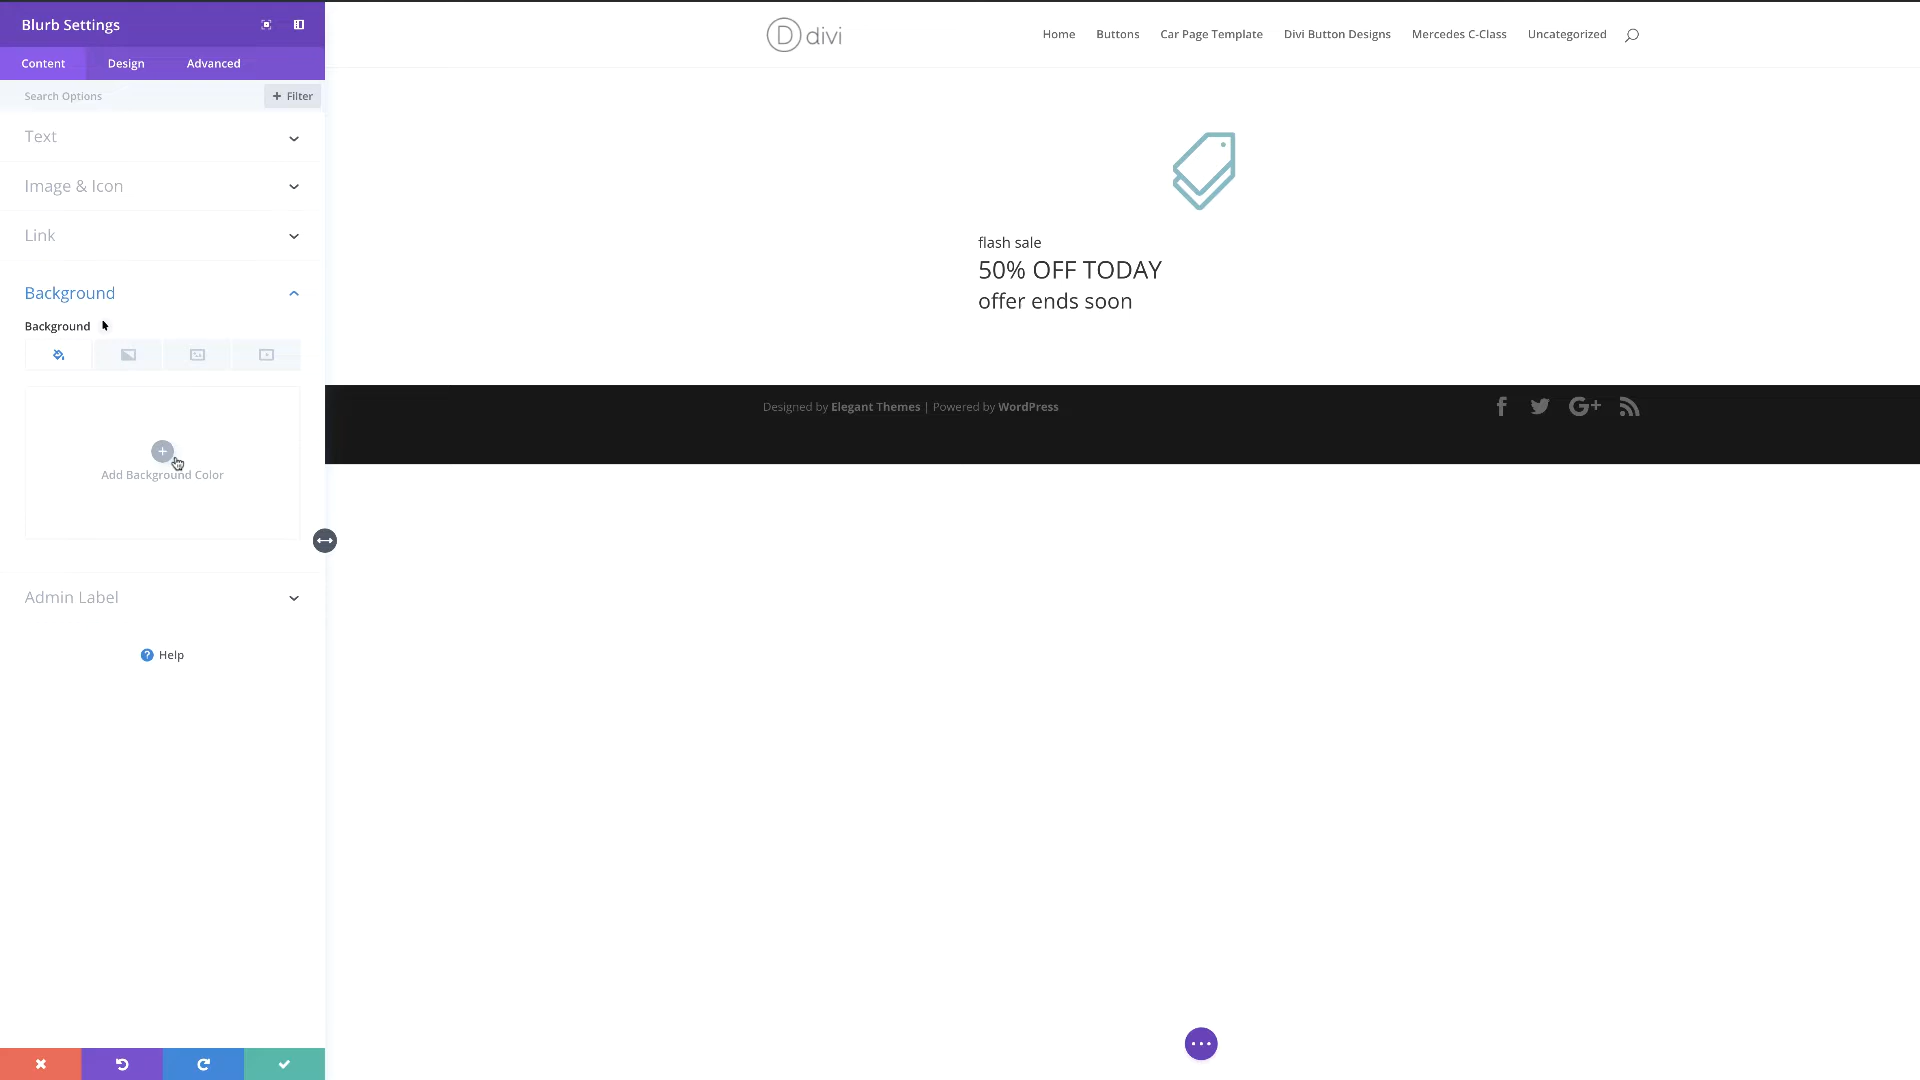 Blurb Settings
Content Design Advanced
Search Options
+ Filter
Text
Image & Icon
Link
Background
Background
Add Background Color
Admin Label
? Help
D divi
Home Buttons Car Page Template Divi Button Designs Mercedes C-Class Uncategorized
flash sale
50% OFF TODAY
offer ends soon
Designed by Elegant Themes | Powered by WordPress
f G+